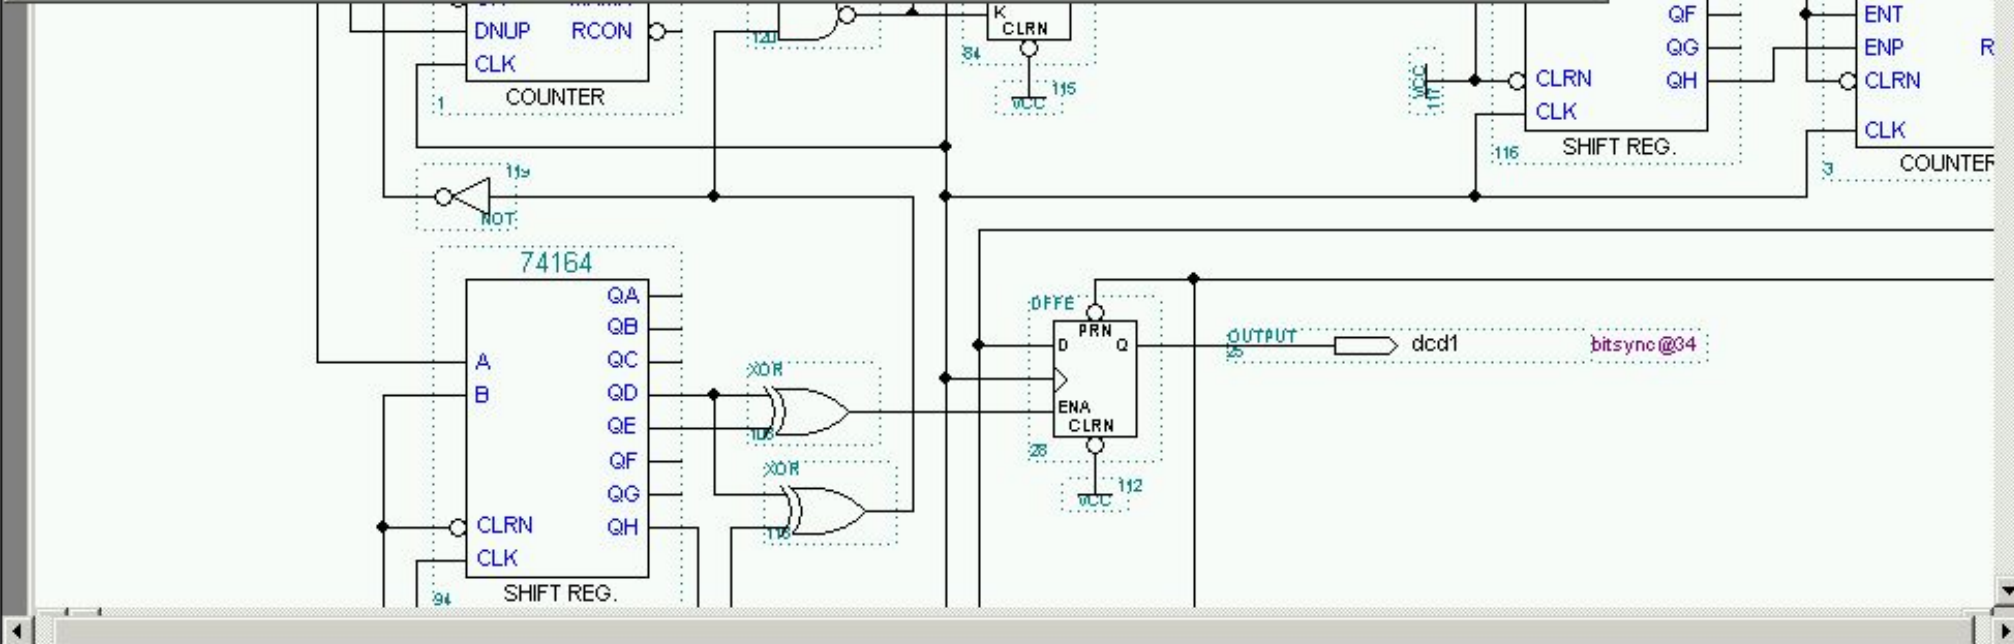 K
QF
ENT
DNUP RCON
CLRN
120
QG
ENP
R
84
CLK
VCC 115
VCC 117
CLRN QH
CLRN
1
COUNTER
CLK
CLK
116
SHIFT REG.
3
COUNTER
119
NOT
74164
QA
DFFE
PRN
QB
OUTPUT
25
D Q
dcd1
bitsync@34
A QC
XOR
B QD
ENA
QE
CLRN
28
QF
XOR
QG
VCC 112
CLRN QH
118
CLK
94
SHIFT REG.